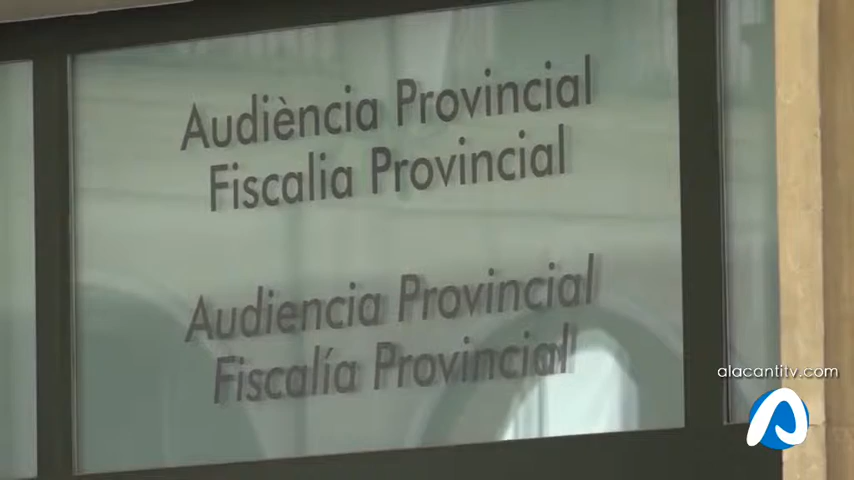 Audiència Provincial
Fiscalia Provincial
Audiencia Provincial
Fiscalía Provincial
alacantitv.com